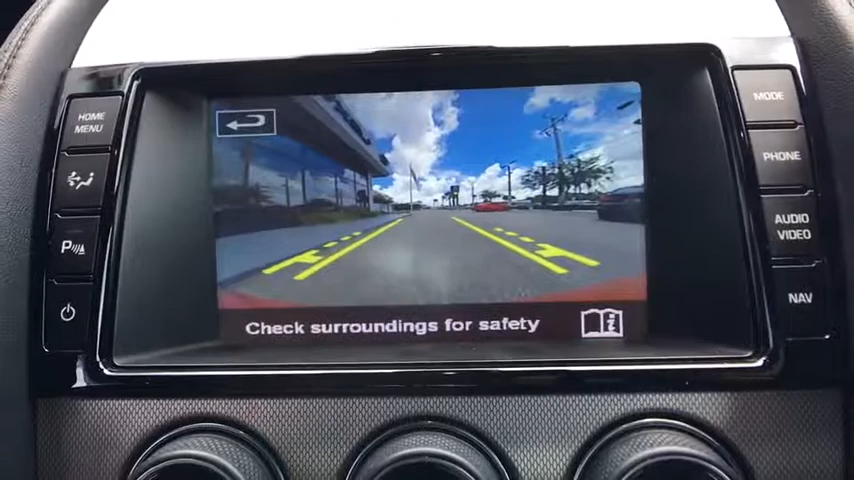 HOME
MENU
MODE
PHONE
P
AUDIO
VIDEO
NAV
Check surroundings for safety
i